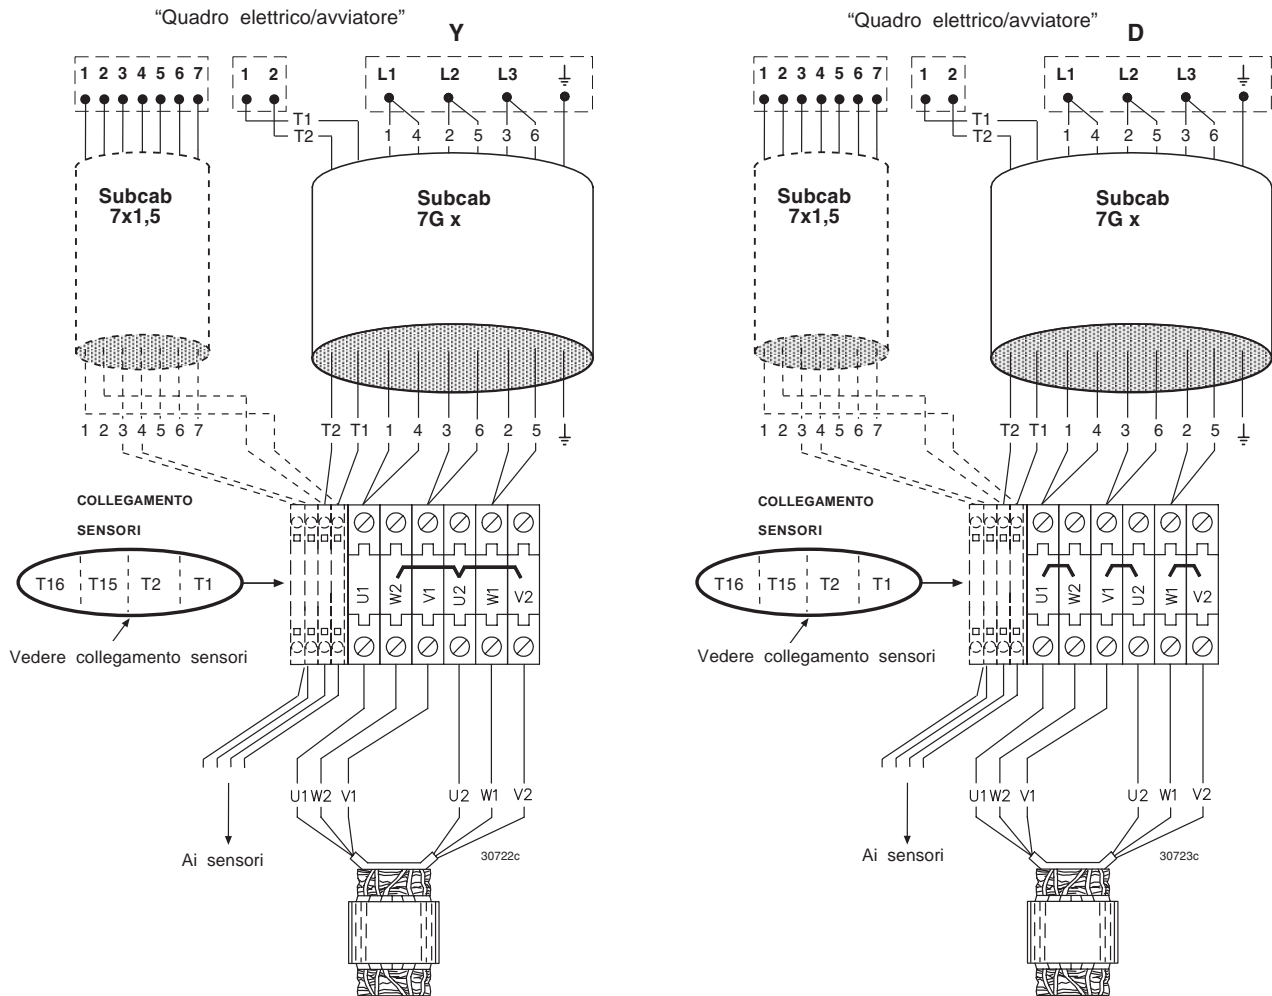 “Quadro elettrico/avviatore”
Y
1 2 3 4 5 6 7
1 2
L1 L2 L3
T1
T2
1 4 2 5 3 6
Subcab
7x1,5
Subcab
7G x
1 2 3 4 5 6 7
T2 T1 1 4 3 6 2 5
COLLEGAMENTO
SENSORI
T16 T15 T2 T1
U1 W2 V1 U2 W1 V2
Vedere collegamento sensori
U1 W2 V1 U2 W1 V2
Ai sensori
30722c
“Quadro elettrico/avviatore”
D
1 2 3 4 5 6 7
1 2
L1 L2 L3
T1
T2
1 4 2 5 3 6
Subcab
7x1,5
Subcab
7G x
1 2 3 4 5 6 7
T2 T1 1 4 3 6 2 5
COLLEGAMENTO
SENSORI
T16 T15 T2 T1
U1 W2 V1 U2 W1 V2
Vedere collegamento sensori
U1 W2 V1 U2 W1 V2
Ai sensori
30723c